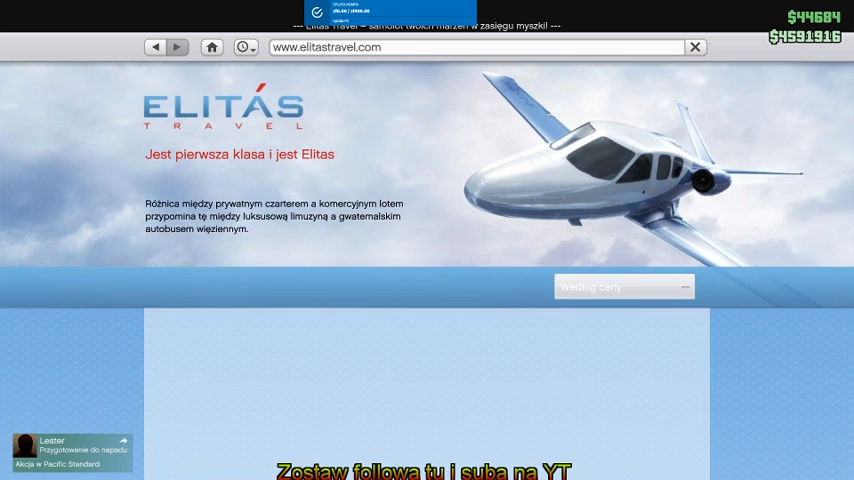 --- Elitas Travel – samolot twoich marzeń w zasięgu myszki! ---
$44684
$4591916
www.elitastravel.com
ELITÁS
TRAVEL
Jest pierwsza klasa i jest Elitas
Różnica między prywatnym czarterem a komercyjnym lotem
przypomina tę między luksusową limuzyną a gwatemalskim
autobusem więziennym.
Według ceny
Lester
Przygotowanie do napadu
Akcja w Pacific Standard
Zostaw followa tu i suba na YT